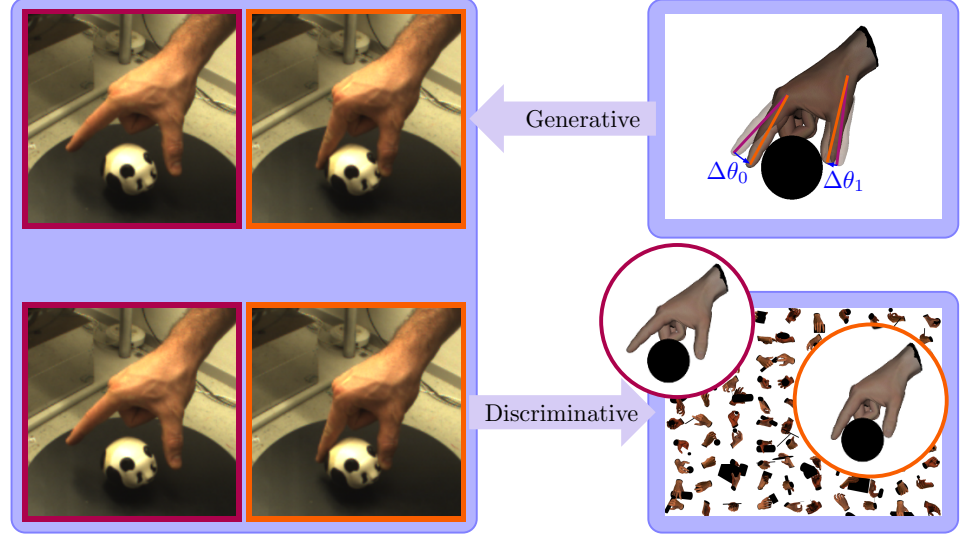 Generative
Δθ₀
Δθ₁
Discriminative